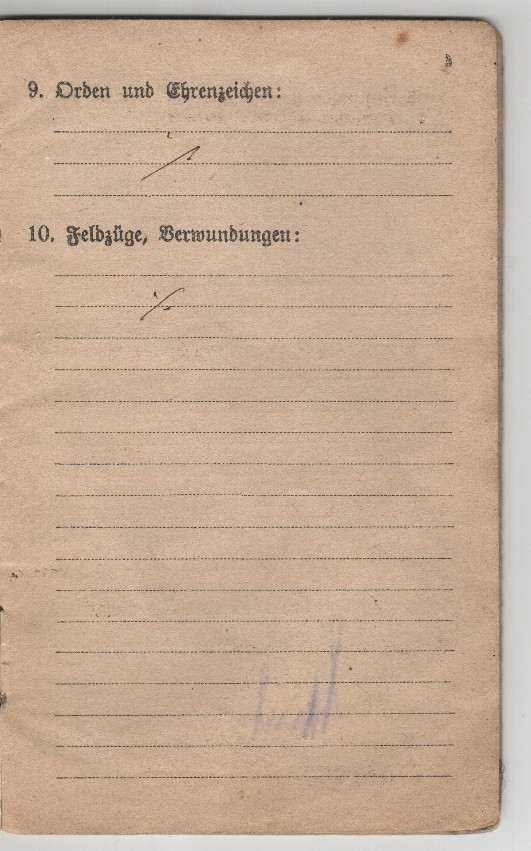 9. Orden und Ehrenzeichen:
10. Feldzüge, Verwundungen: